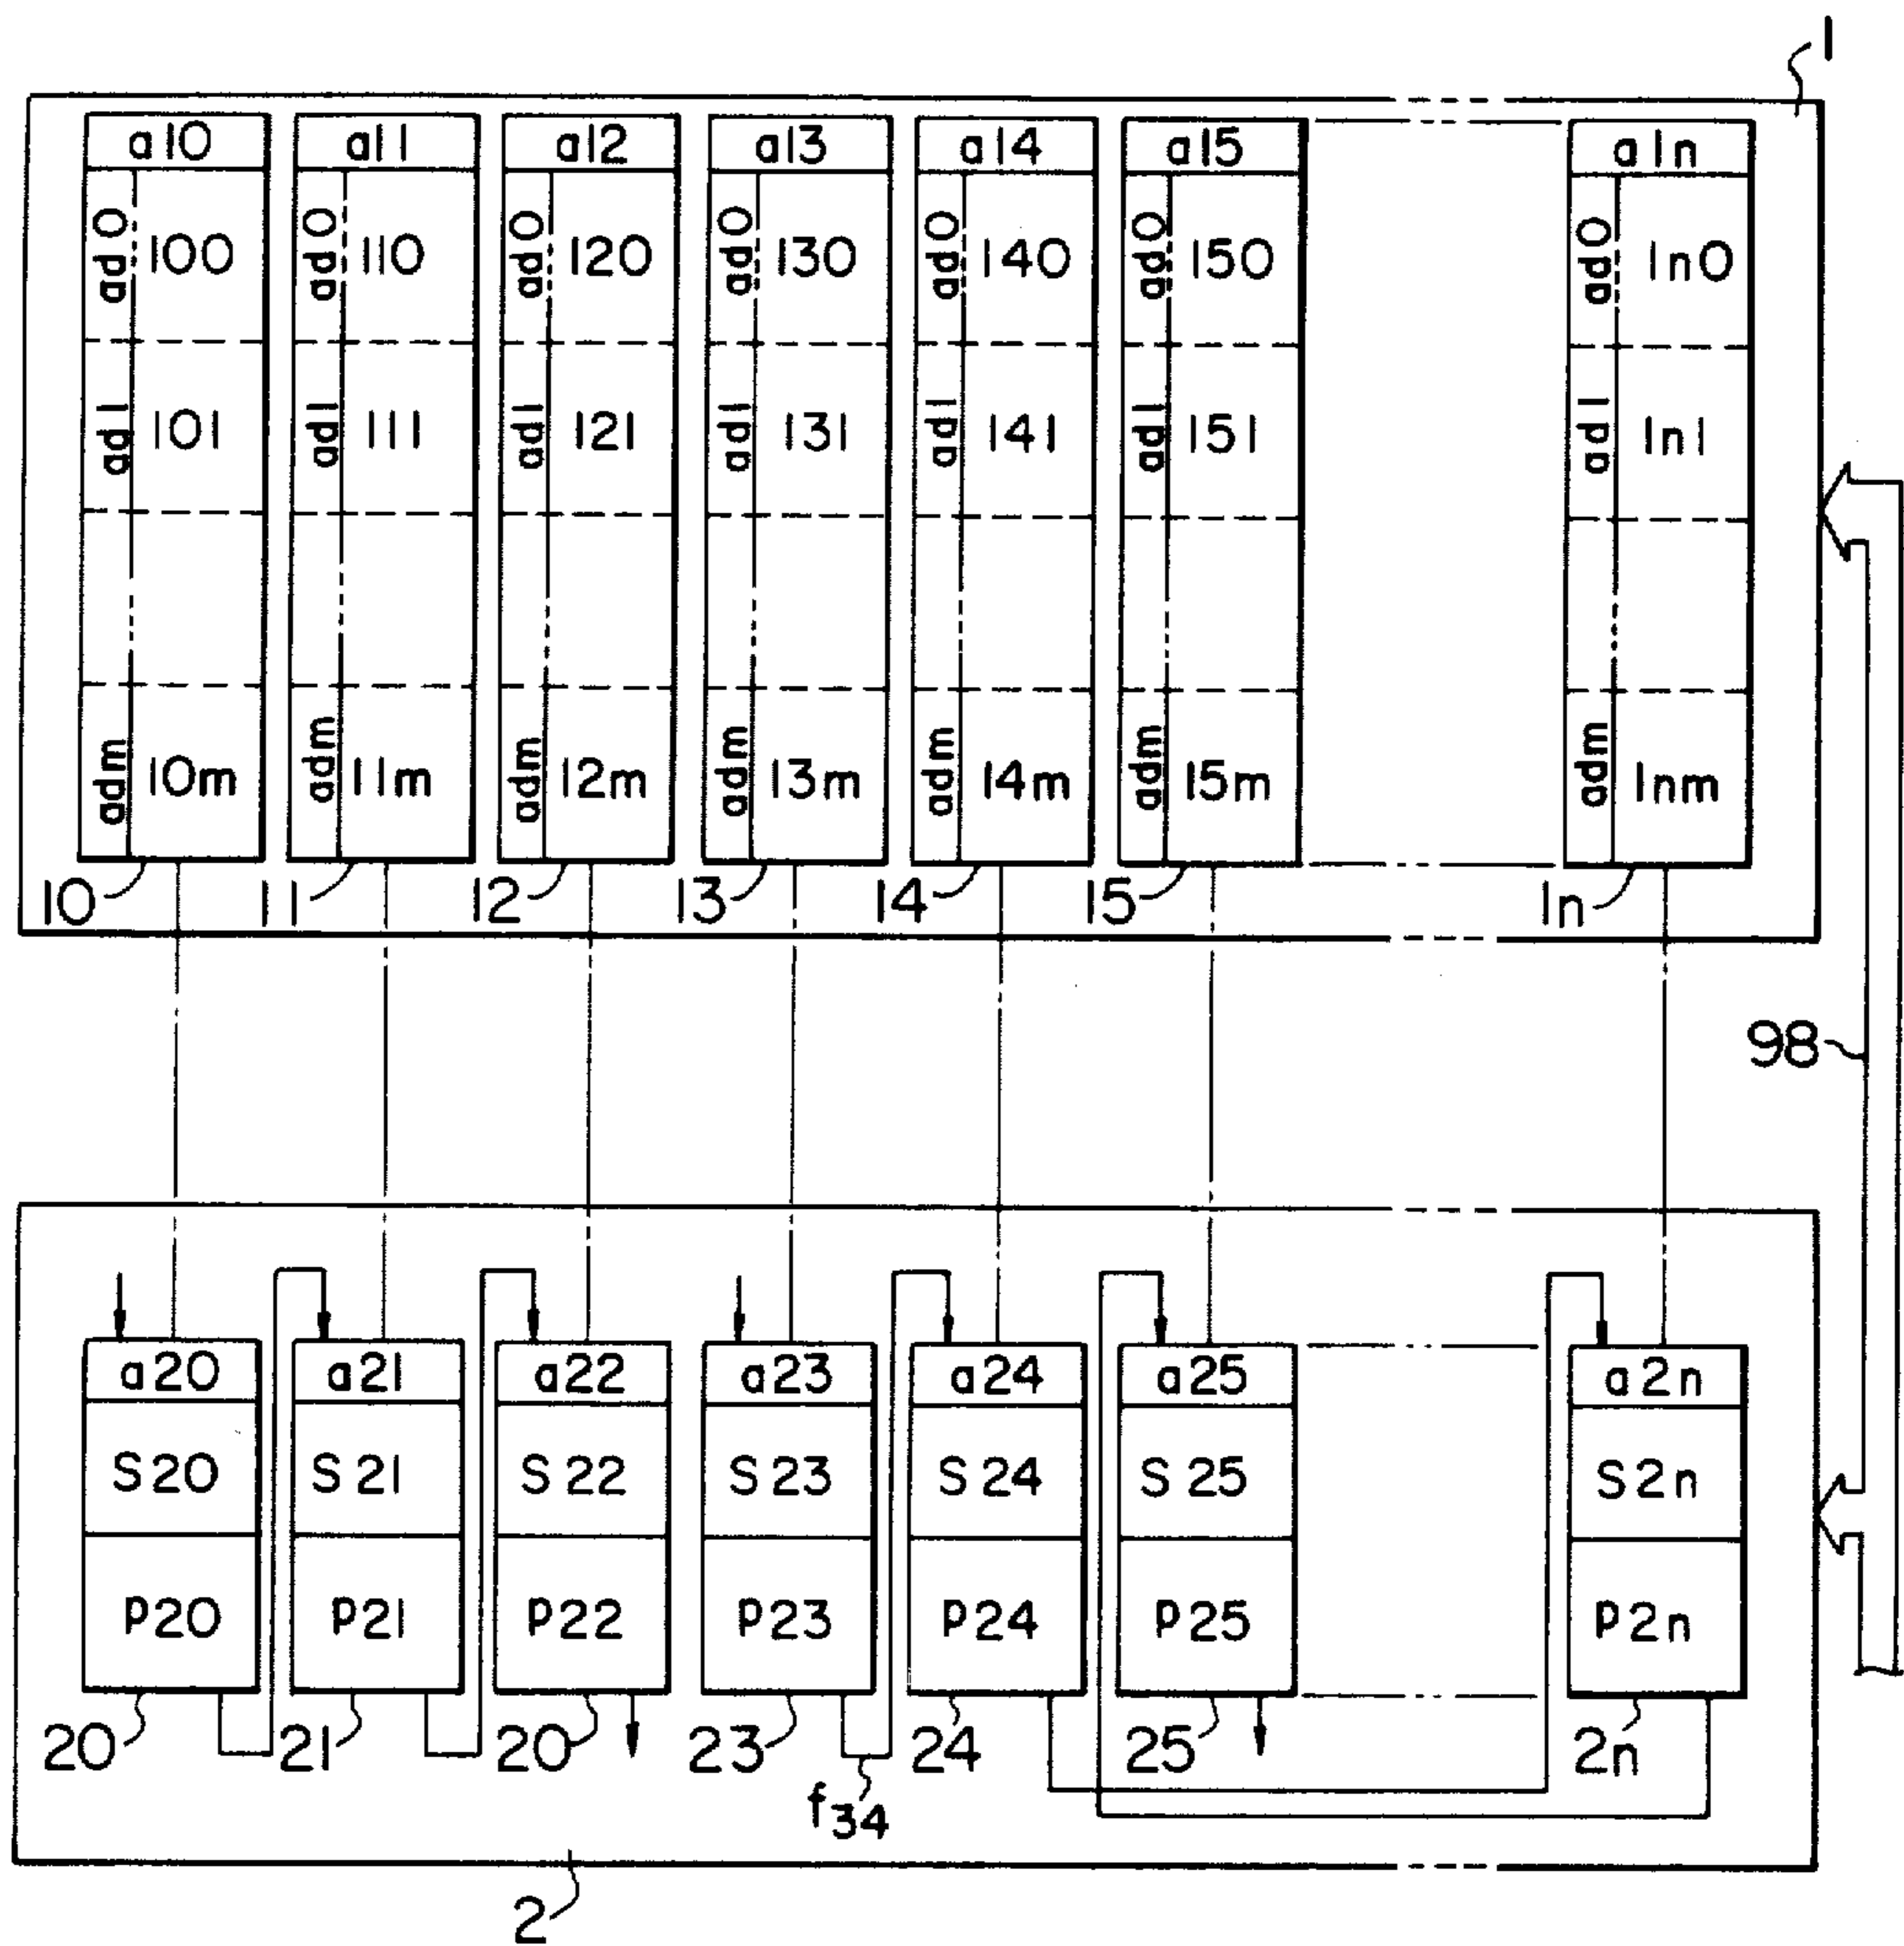 1
a10 a11 a12 a13 a14 a15 a1n
ad0 100 ad0 110 ad0 120 ad0 130 ad0 140 ad0 150 ad0 1n0
ad1 101 ad1 111 ad1 121 ad1 131 ad1 141 ad1 151 ad1 1n1
adm 10m adm 11m adm 12m adm 13m adm 14m adm 15m adm 1nm
10 11 12 13 14 15 1n
98
a20 a21 a22 a23 a24 a25 a2n
S20 S21 S22 S23 S24 S25 S2n
P20 P21 P22 P23 P24 P25 P2n
20 21 20 23 24 25 2n
f34
2